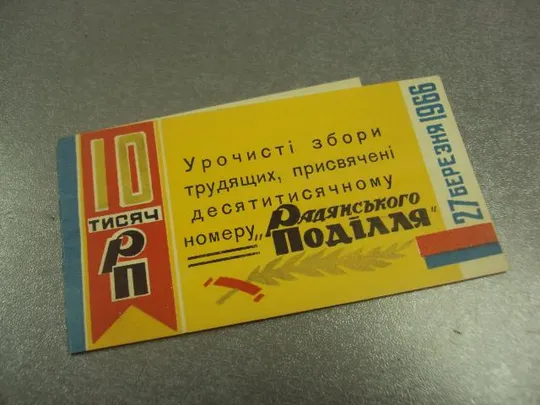 10
ТИСЯЧ
РП
Урочисті збори
трудящих, присвячені
десятитисячному
номеру „Радянського
Поділля"
27 БЕРЕЗНЯ 1966